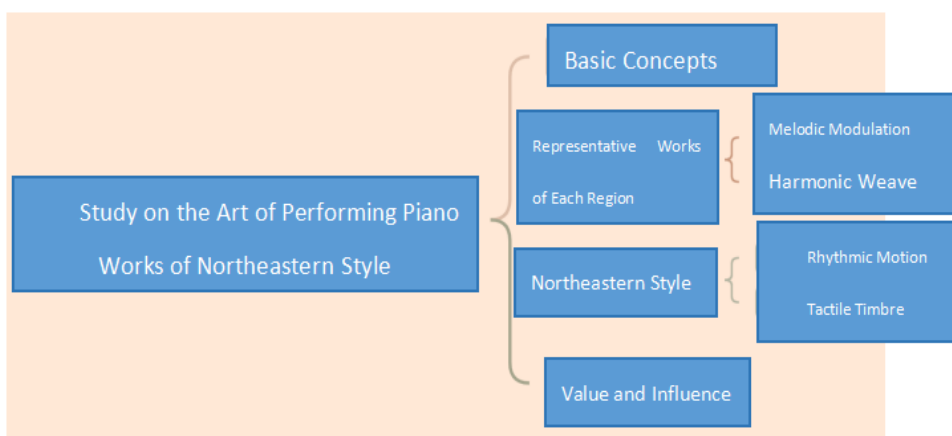 Study on the Art of Performing Piano
Works of Northeastern Style
Basic Concepts
Representative Works
of Each Region
Melodic Modulation
Harmonic Weave
Northeastern Style
Rhythmic Motion
Tactile Timbre
Value and Influence